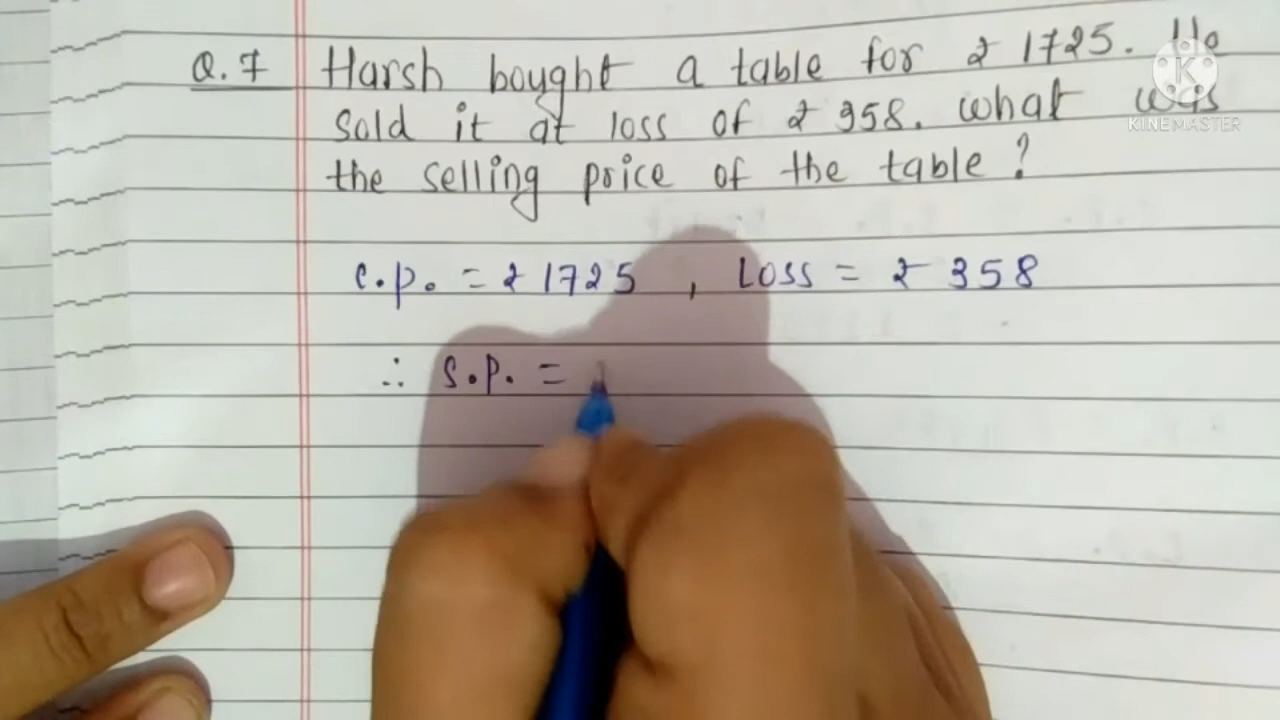 Q.7 Harsh bought a table for ₹ 1725. He
sold it at loss of ₹ 358. what was
the selling price of the table?
KINEMASTER
C.p. = ₹ 1725 , Loss = ₹ 358
∴ S.p. =